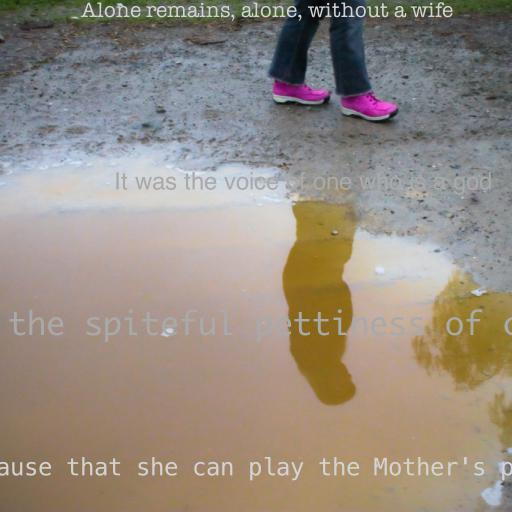 Alone remains, alone, without a wife
It was the voice of one who is a god
the spiteful pettiness of
ause that she can play the Mother's